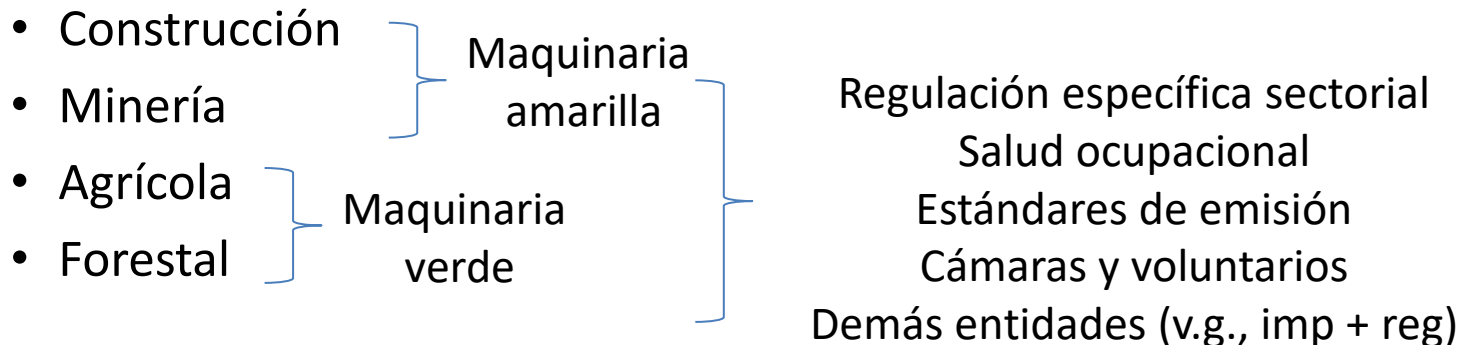 • Construcción
• Minería
• Agrícola
• Forestal
Maquinaria
amarilla
Maquinaria
verde
Regulación específica sectorial
Salud ocupacional
Estándares de emisión
Cámaras y voluntarios
Demás entidades (v.g., imp + reg)